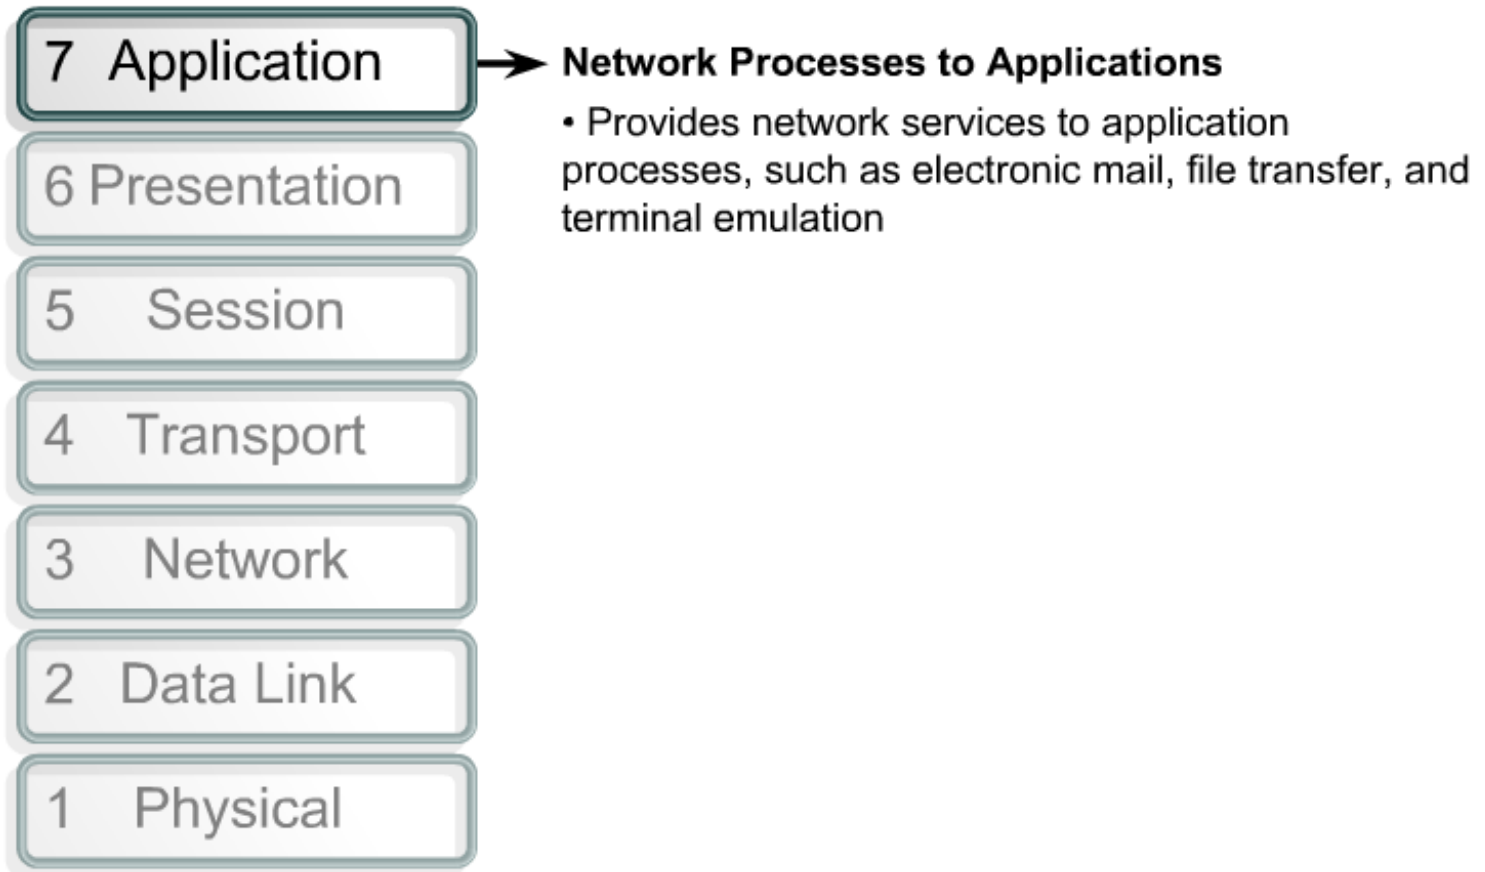 7 Application
Network Processes to Applications
• Provides network services to application
processes, such as electronic mail, file transfer, and
terminal emulation
6 Presentation
5 Session
4 Transport
3 Network
2 Data Link
1 Physical